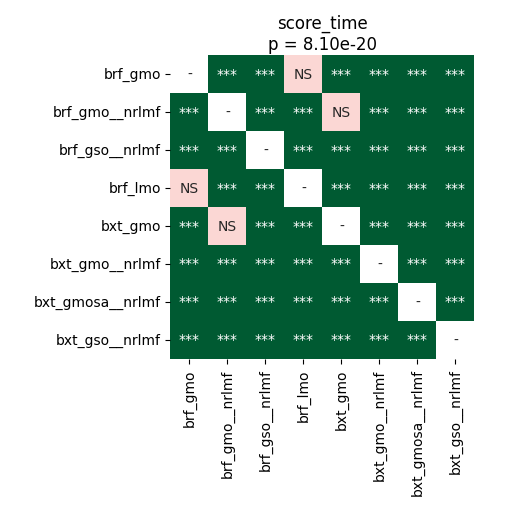 score_time
p = 8.10e-20
brf_gmo - *** *** NS *** *** *** ***
brf_gmo__nrlmf *** - *** *** NS *** *** ***
brf_gso__nrlmf *** *** - *** *** *** *** ***
brf_lmo NS *** *** - *** *** *** ***
bxt_gmo *** NS *** *** - *** *** ***
bxt_gmo__nrlmf *** *** *** *** *** - *** ***
bxt_gmosa__nrlmf *** *** *** *** *** *** - ***
bxt_gso__nrlmf *** *** *** *** *** *** *** -
brf_gmo
brf_gmo__nrlmf
brf_gso__nrlmf
brf_lmo
bxt_gmo
bxt_gmo__nrlmf
bxt_gmosa__nrlmf
bxt_gso__nrlmf